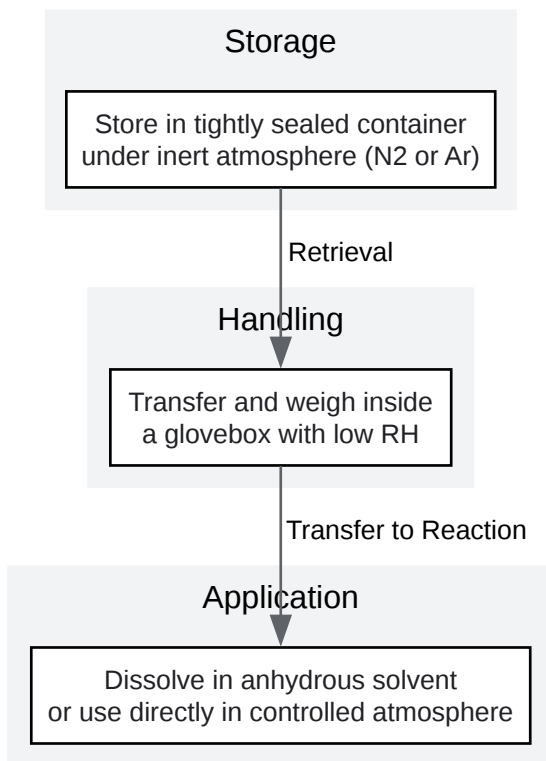 Storage
Store in tightly sealed container
under inert atmosphere (N2 or Ar)
Retrieval
Handling
Transfer and weigh inside
a glovebox with low RH
Transfer to Reaction
Application
Dissolve in anhydrous solvent
or use directly in controlled atmosphere